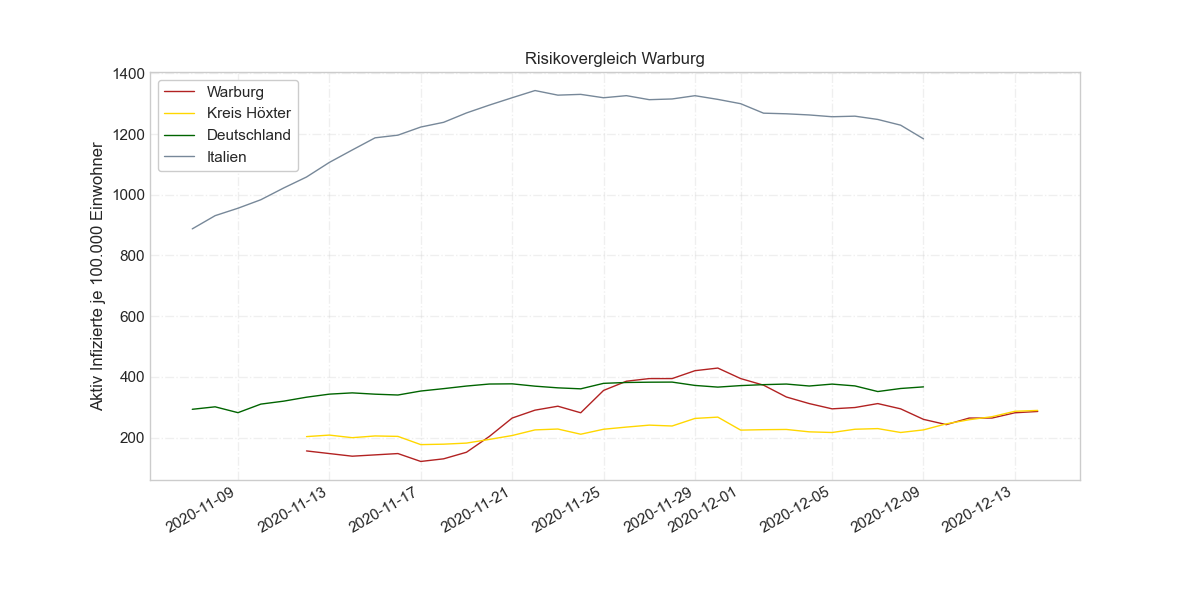 Risikovergleich Warburg
Aktiv Infizierte je 100.000 Einwohner
1400
1200
1000
800
600
400
200
Warburg
Kreis Höxter
Deutschland
Italien
2020-11-09
2020-11-13
2020-11-17
2020-11-21
2020-11-25
2020-11-29
2020-12-01
2020-12-05
2020-12-09
2020-12-13